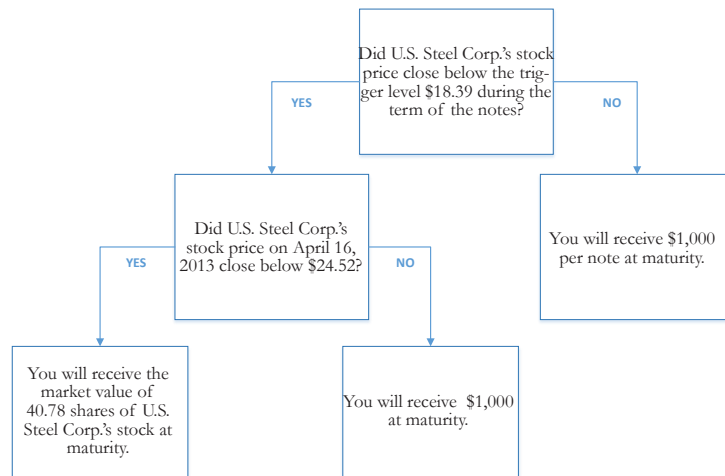 Did U.S. Steel Corp.'s stock
price close below the trig-
ger level $18.39 during the
term of the notes?
YES
NO
Did U.S. Steel Corp.'s
stock price on April 16,
2013 close below $24.52?
You will receive $1,000
per note at maturity.
YES
NO
You will receive the
market value of
40.78 shares of U.S.
Steel Corp.'s stock at
maturity.
You will receive $1,000
at maturity.